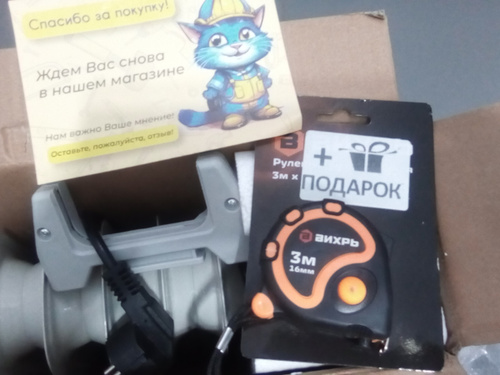 Спасибо за покупку!
Ждем Вас снова
в нашем магазине
Нам важно Ваше мнение!
Оставьте, пожалуйста, отзыв!
+
ПОДАРОК
3м x
ВИХРЬ
3м
16мм